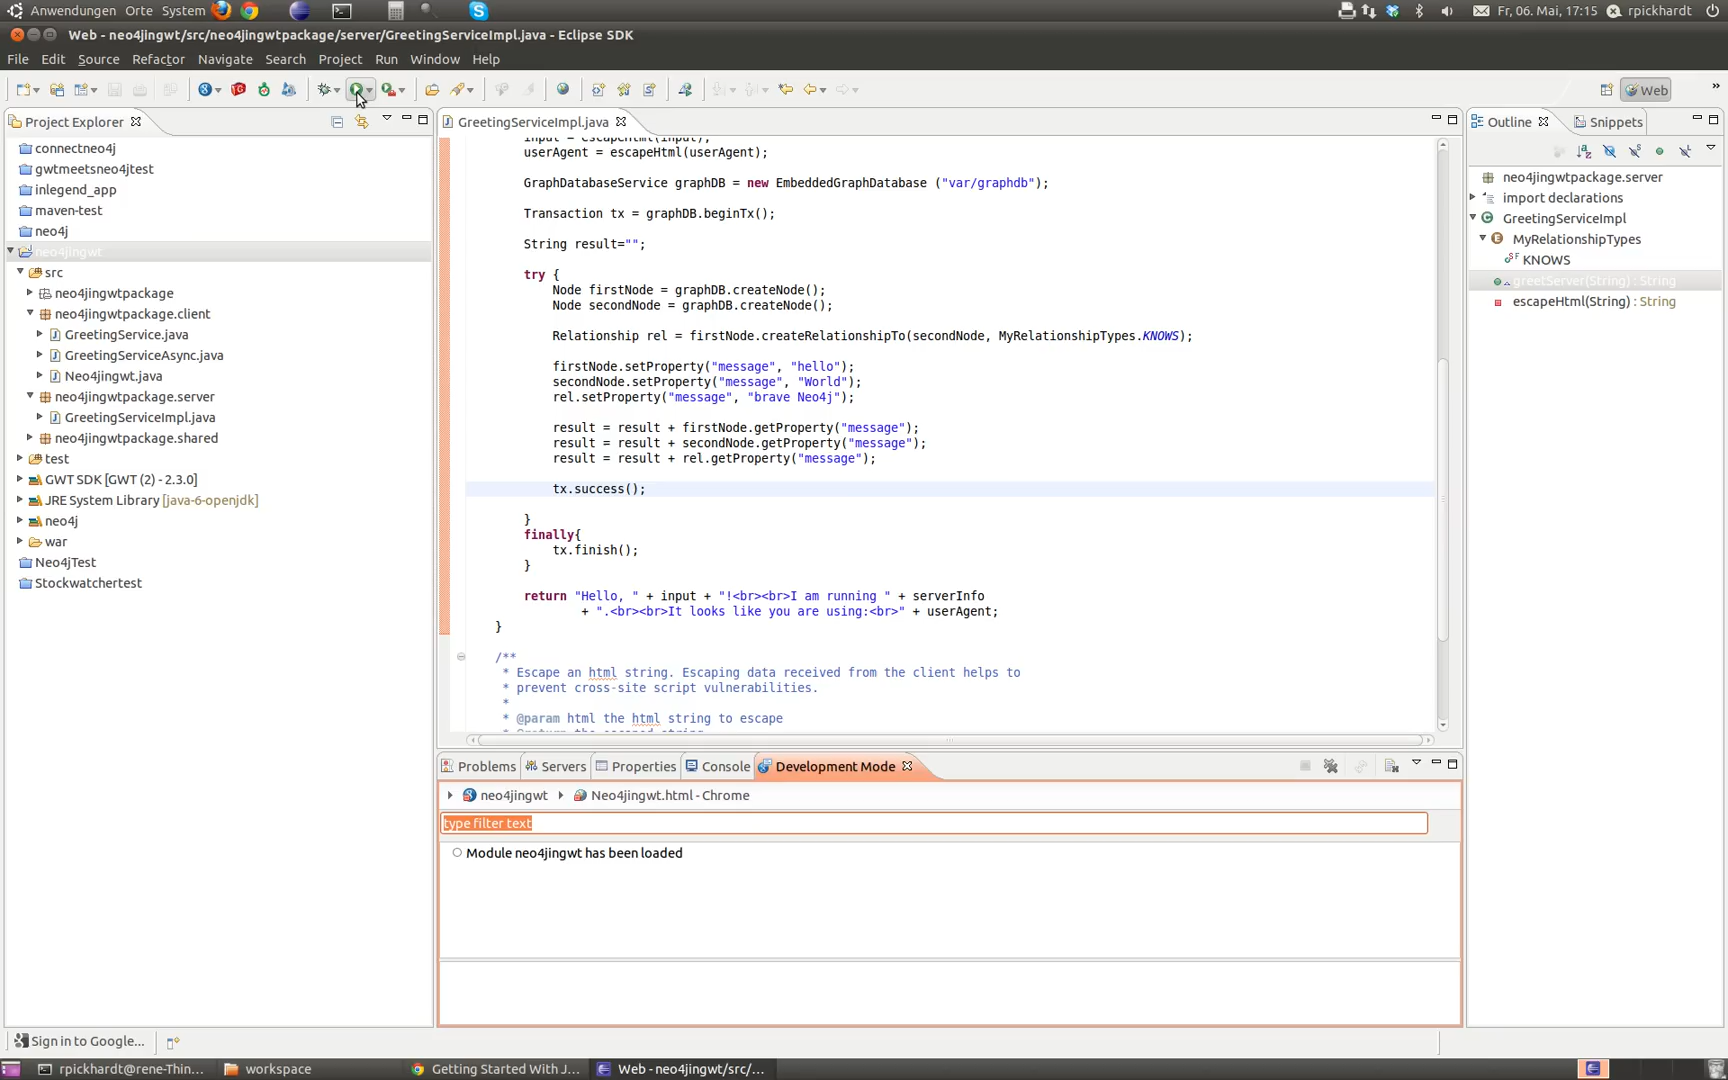 Anwendungen Orte System
Fr, 06. Mai, 17:15 rpickhardt
Web - neo4jingwt/src/neo4jingwtpackage/server/GreetingServiceImpl.java - Eclipse SDK
File Edit Source Refactor Navigate Search Project Run Window Help
Web
Project Explorer
connectneo4j
gwtmeetsneo4jtest
inlegend_app
maven-test
neo4j
neo4jingwt
src
neo4jingwtpackage
neo4jingwtpackage.client
GreetingService.java
GreetingServiceAsync.java
Neo4jingwt.java
neo4jingwtpackage.server
GreetingServiceImpl.java
neo4jingwtpackage.shared
test
GWT SDK [GWT (2) - 2.3.0]
JRE System Library [java-6-openjdk]
neo4j
war
Neo4jTest
Stockwatchertest
GreetingServiceImpl.java
input = escapeHtml(input);
userAgent = escapeHtml(userAgent);
GraphDatabaseService graphDB = new EmbeddedGraphDatabase ("var/graphdb");
Transaction tx = graphDB.beginTx();
String result="";
try {
Node firstNode = graphDB.createNode();
Node secondNode = graphDB.createNode();
Relationship rel = firstNode.createRelationshipTo(secondNode, MyRelationshipTypes.KNOWS);
firstNode.setProperty("message", "hello");
secondNode.setProperty("message", "World");
rel.setProperty("message", "brave Neo4j");
result = result + firstNode.getProperty("message");
result = result + secondNode.getProperty("message");
result = result + rel.getProperty("message");
tx.success();
}
finally{
tx.finish();
}
return "Hello, " + input + "!<br><br>I am running " + serverInfo
+ ".<br><br>It looks like you are using:<br>" + userAgent;
}
/**
* Escape an html string. Escaping data received from the client helps to
* prevent cross-site script vulnerabilities.
*
* @param html the html string to escape
Outline Snippets
neo4jingwtpackage.server
import declarations
GreetingServiceImpl
MyRelationshipTypes
KNOWS
greetServer(String) : String
escapeHtml(String) : String
Problems Servers Properties Console Development Mode
neo4jingwt Neo4jingwt.html - Chrome
type filter text
Module neo4jingwt has been loaded
Sign in to Google...
rpickhardt@rene-Thin... workspace Getting Started With J... Web - neo4jingwt/src/...